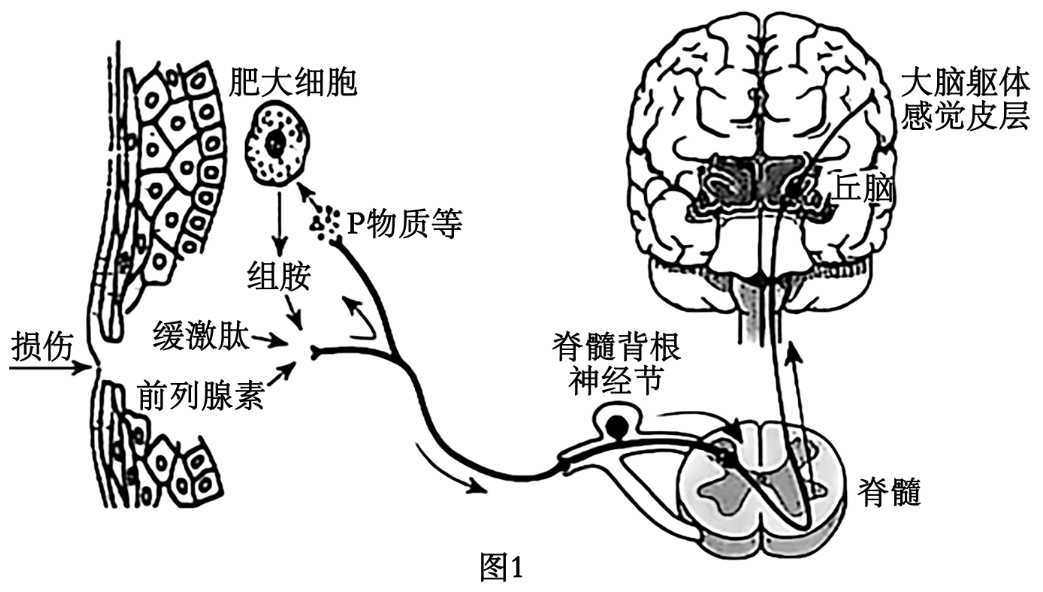 肥大细胞
P物质等
组胺
缓激肽
损伤
前列腺素
脊髓背根
神经节
大脑躯体
感觉皮层
丘脑
脊髓
图1